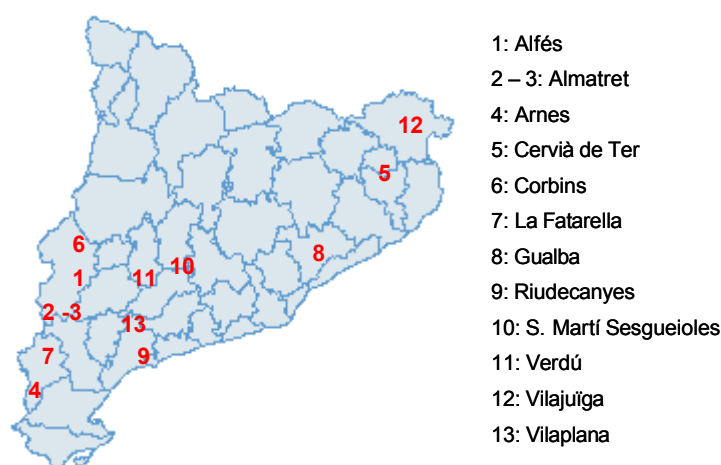 12
5
6
8
10
1
11
2 -3
13
7
9
4
1: Alfés
2 – 3: Almatret
4: Arnes
5: Cervià de Ter
6: Corbins
7: La Fatarella
8: Gualba
9: Riudecanyes
10: S. Martí Sesgueioles
11: Verdú
12: Vilajuïga
13: Vilaplana